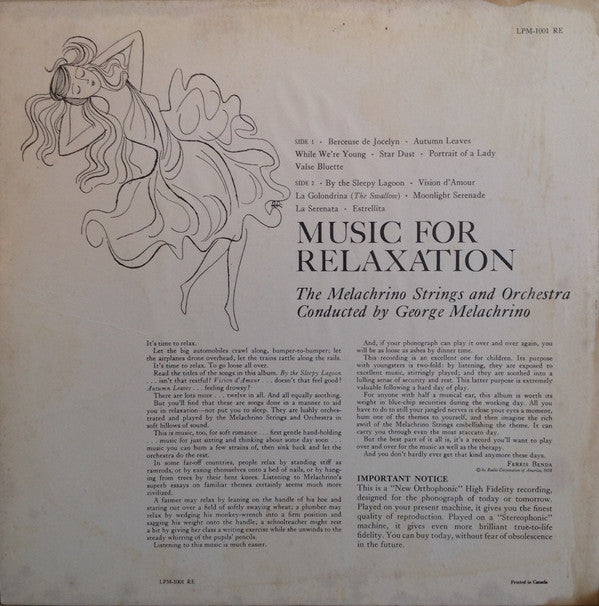 LPM-1001 RE
SIDE 1 • Berceuse de Jocelyn • Autumn Leaves
While We're Young • Star Dust • Portrait of a Lady
Valse Bluette
SIDE 2 • By the Sleepy Lagoon • Vision d'Amour
La Golondrina (The Swallow) • Moonlight Serenade
La Serenata • Estrellita
MUSIC FOR
RELAXATION
The Melachrino Strings and Orchestra
Conducted by George Melachrino
It's time to relax.
Let the big automobiles crawl along, bumper-to-bumper; let
the airplanes drone overhead; let the trains rattle along the rails.
It's time to relax. To go loose all over.
Read the titles of the songs in this album. By the Sleepy Lagoon
. . . isn't that restful? Vision d'Amour . . . doesn't that feel good?
Autumn Leaves . . . feeling drowsy?
There are lots more . . . twelve in all. And all equally soothing.
But you'll find that these are songs done in a manner to aid
you in relaxation—not put you to sleep. They are lushly orches-
trated and played by the Melachrino Strings and Orchestra in
soft billows of sound.
This is music, too, for soft romance . . . first gentle hand-holding
. . . music for just sitting and thinking about some day soon . . .
music you can hum a few strains of, then sink back and let the
orchestra do the rest.
In some far-off countries, people relax by standing stiff as
ramrods, or by easing themselves onto a bed of nails, or by hang-
ing from trees by their bent knees. Listening to Melachrino's
superb essays on familiar themes certainly seems much more
civilized.
A farmer may relax by leaning on the handle of his hoe and
staring out over a field of softly swaying wheat; a plumber may
relax by wedging his monkey-wrench into a firm position and
sagging his weight onto the handle; a schoolteacher might rest
a bit by giving her class a writing exercise while she unwinds to the
steady whirring of the pupils' pencils.
Listening to this music is much easier.
And, if your phonograph can play it over and over again, you
will be as loose as ashes by dinner time.
This recording is an excellent one for children. Its purpose
with youngsters is two-fold: by listening, they are exposed to
excellent music, stirringly played; and they are soothed into a
lulling sense of security and rest. This latter purpose is extremely
valuable following a hard day of play.
For anyone with half a musical ear, this album is worth its
weight in blue-chip securities during the working day. All you
have to do to still your jangled nerves is close your eyes a moment,
hum one of the themes to yourself, and then imagine the rich
swirl of the Melachrino Strings embellishing the theme. It can
carry you through even the most staccato day.
But the best part of it all is, it's a record you'll want to play
over and over for the music as well as the therapy.
And you don't hardly ever get that kind anymore these days.
FERRIS BENDA
© by Radio Corporation of America, 1958
IMPORTANT NOTICE
This is a "New Orthophonic" High Fidelity recording,
designed for the phonograph of today or tomorrow.
Played on your present machine, it gives you the finest
quality of reproduction. Played on a "Stereophonic"
machine, it gives even more brilliant true-to-life
fidelity. You can buy today, without fear of obsolescence
in the future.
LPM-1001 RE
Printed in Canada